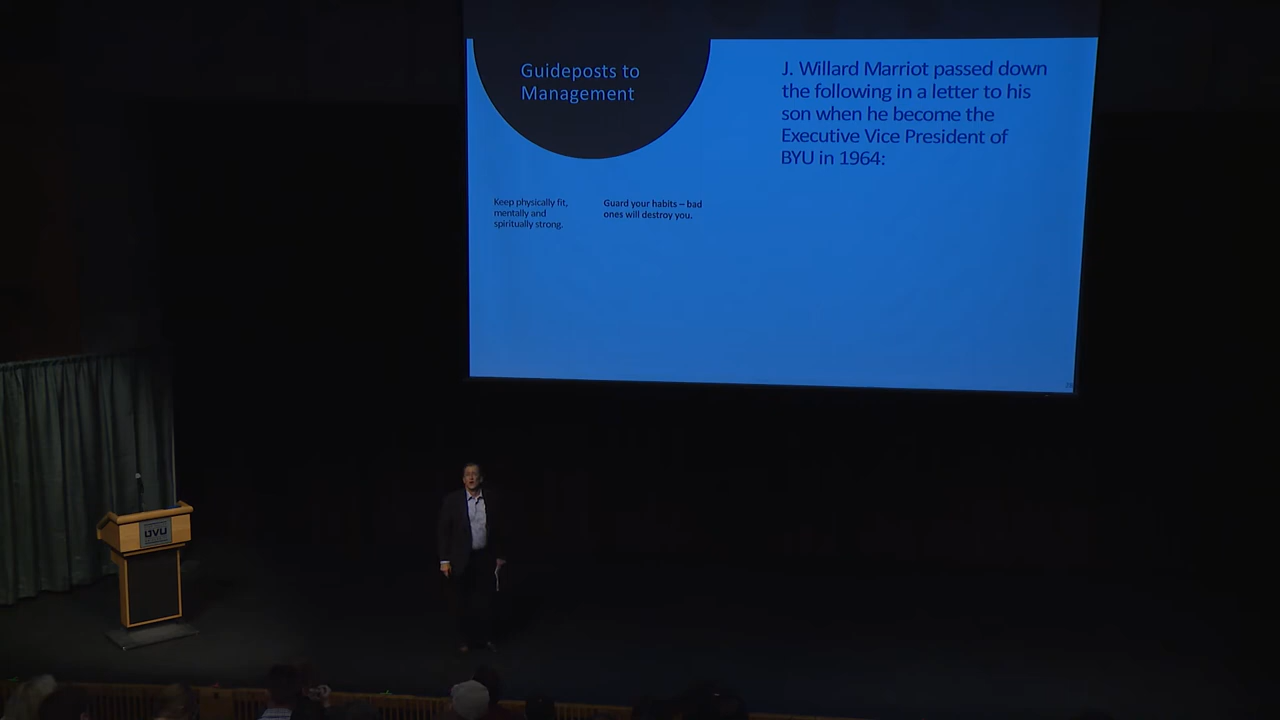 Guideposts to
Management
J. Willard Marriot passed down
the following in a letter to his
son when he become the
Executive Vice President of
BYU in 1964:
Keep physically fit,
mentally and
spiritually strong.
Guard your habits – bad
ones will destroy you.
UVU